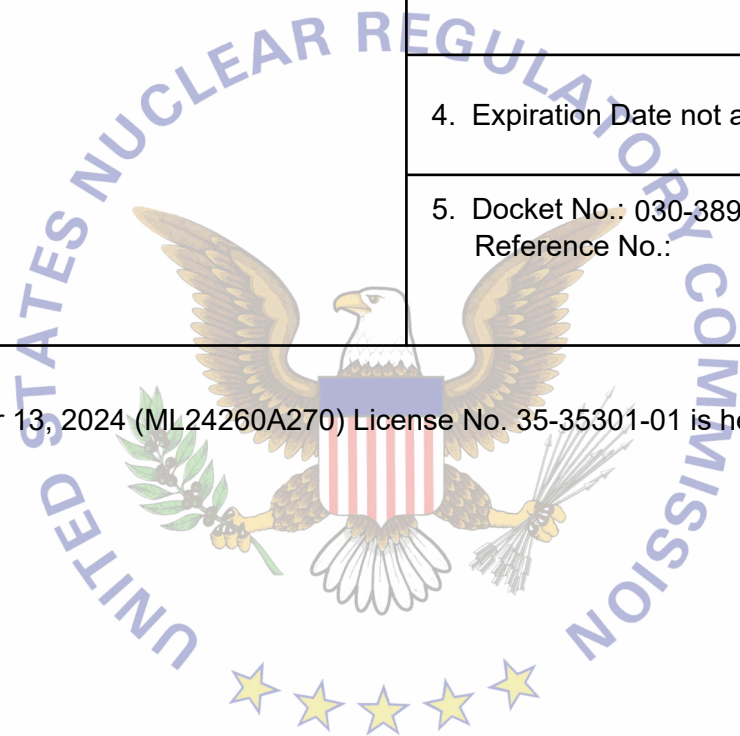 UNITED STATES NUCLEAR REGULATORY COMMISSION
4. Expiration Date not
5. Docket No.: 030-389
Reference No.:
13, 2024 (ML24260A270) License No. 35-35301-01 is